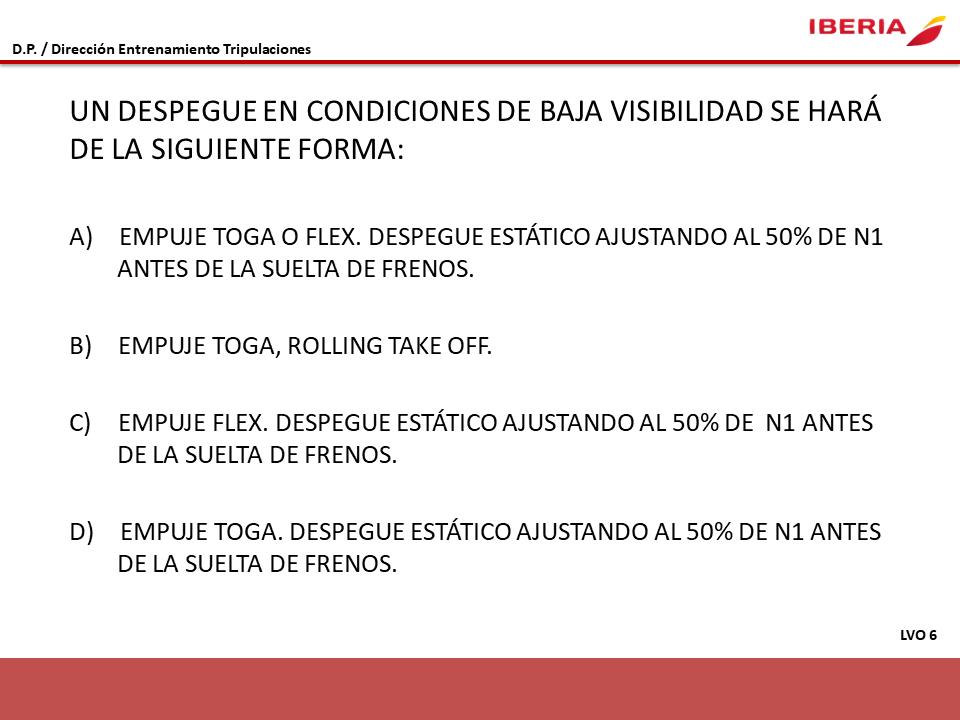 IBERIA
D.P. / Dirección Entrenamiento Tripulaciones
UN DESPEGUE EN CONDICIONES DE BAJA VISIBILIDAD SE HARÁ
DE LA SIGUIENTE FORMA:
A) EMPUJE TOGA O FLEX. DESPEGUE ESTÁTICO AJUSTANDO AL 50% DE N1
ANTES DE LA SUELTA DE FRENOS.
B) EMPUJE TOGA, ROLLING TAKE OFF.
C) EMPUJE FLEX. DESPEGUE ESTÁTICO AJUSTANDO AL 50% DE N1 ANTES
DE LA SUELTA DE FRENOS.
D) EMPUJE TOGA. DESPEGUE ESTÁTICO AJUSTANDO AL 50% DE N1 ANTES
DE LA SUELTA DE FRENOS.
LVO 6